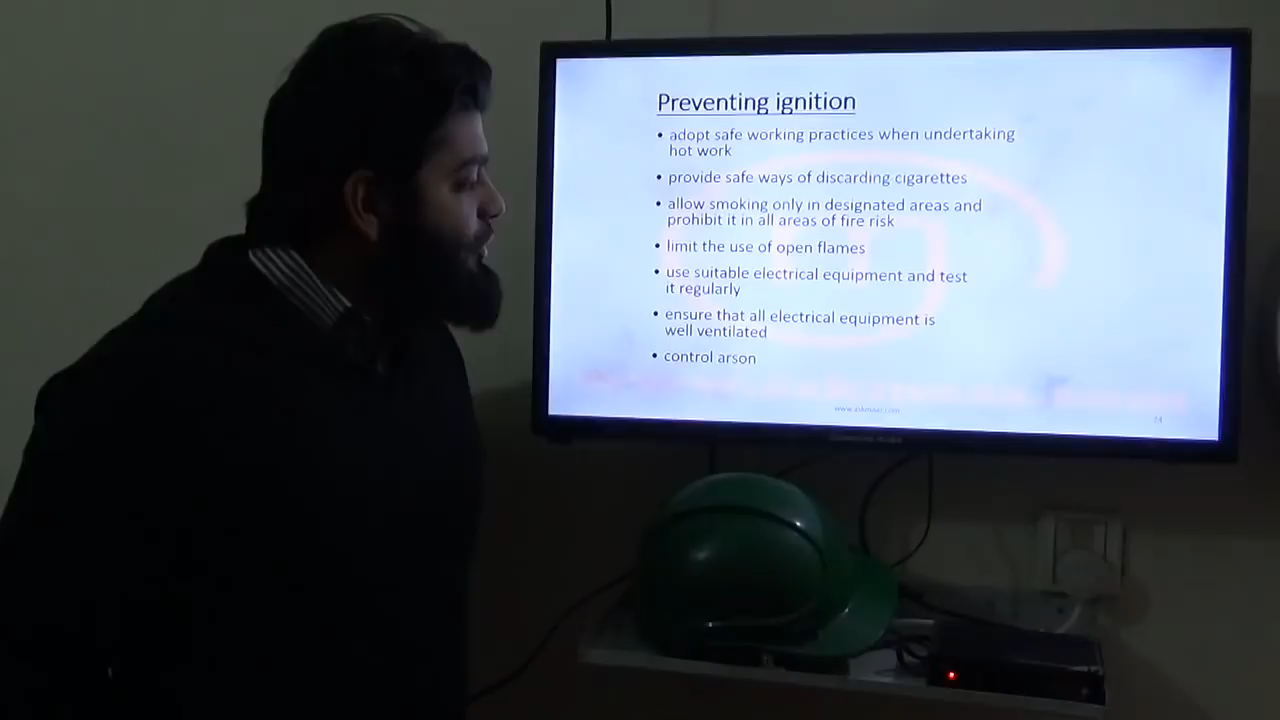 Preventing ignition
• adopt safe working practices when undertaking
hot work
• provide safe ways of discarding cigarettes
• allow smoking only in designated areas and
prohibit it in all areas of fire risk
• limit the use of open flames
• use suitable electrical equipment and test
it regularly
• ensure that all electrical equipment is
well ventilated
• control arson